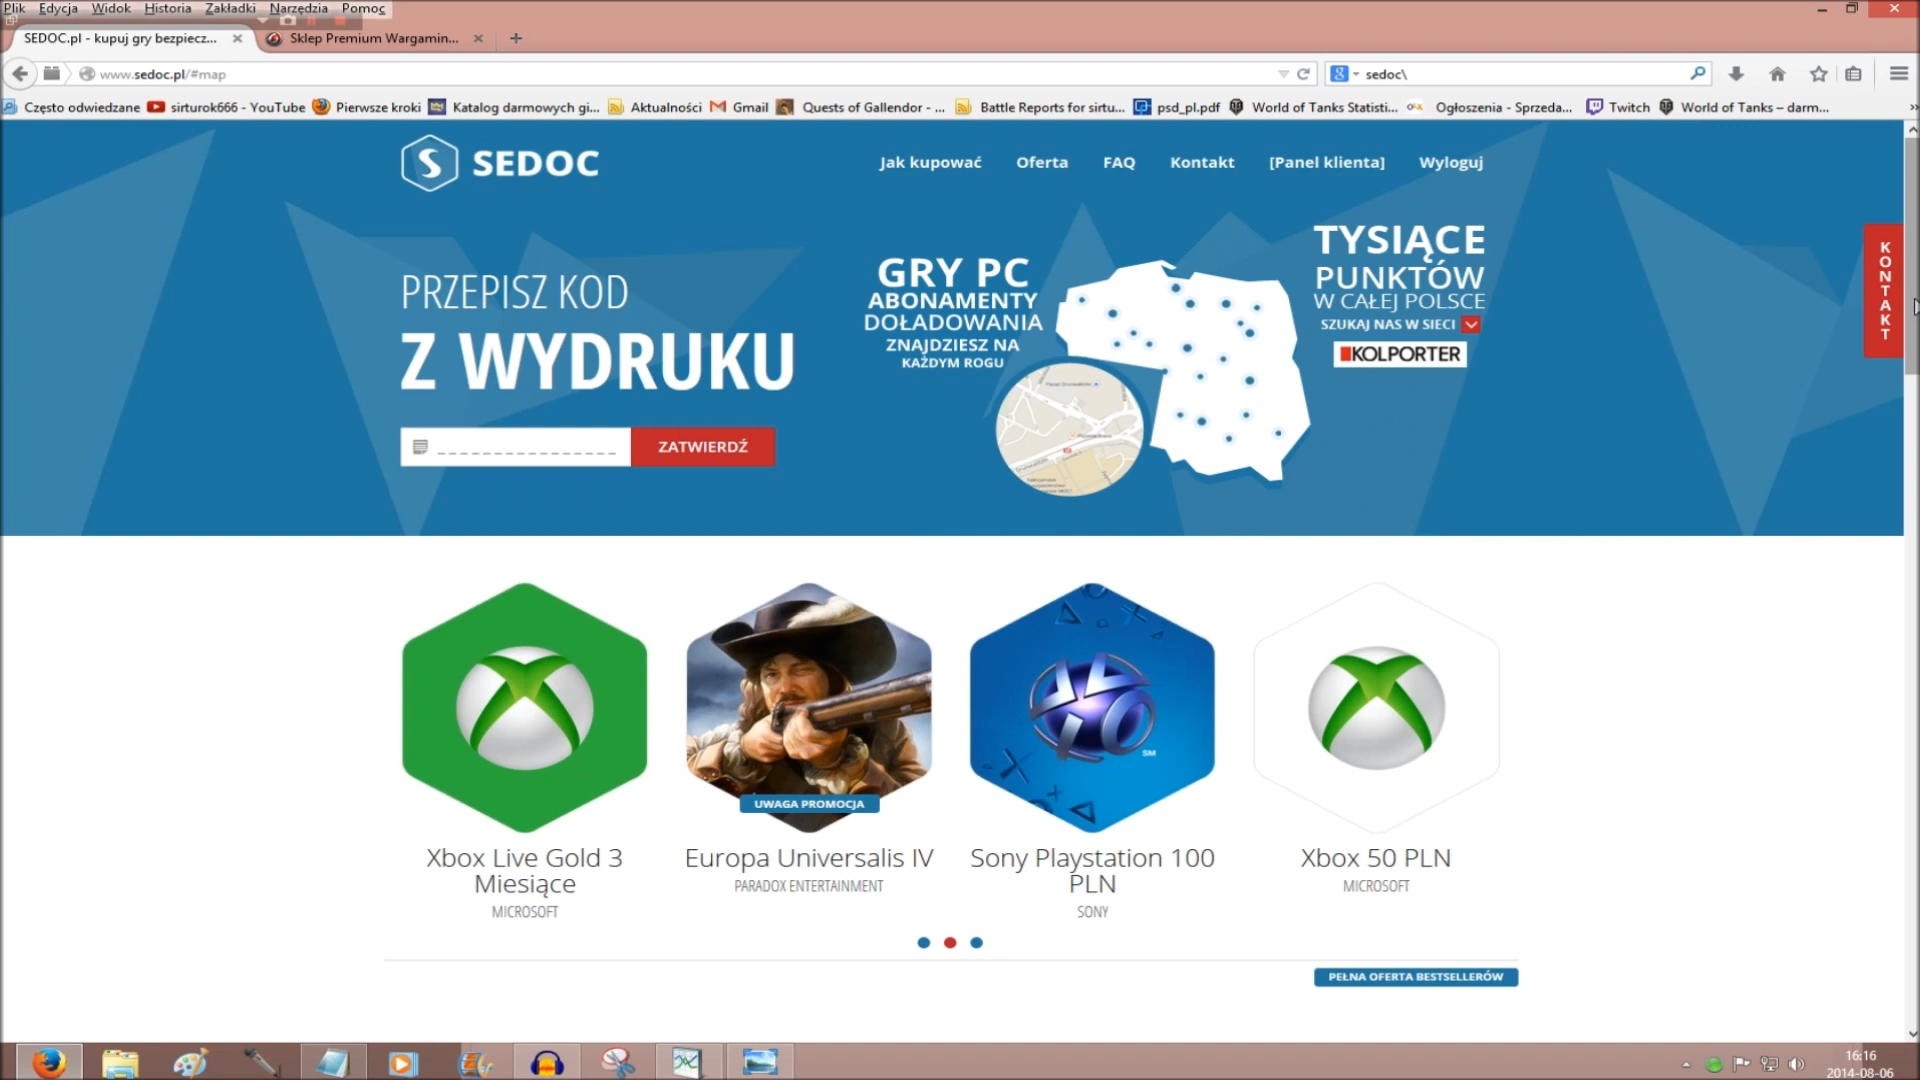 Plik Edycja Widok Historia Zakładki Narzędzia Pomoc
SEDOC.pl - kupuj gry bezpiecz...
Sklep Premium Wargamin...
www.sedoc.pl/#map
sedoc\
Często odwiedzane
sirturok666 - YouTube
Pierwsze kroki
Katalog darmowych gi...
Aktualności
Gmail
Quests of Gallendor - ...
Battle Reports for sirtu...
psd_pl.pdf
World of Tanks Statisti...
Ogłoszenia - Sprzeda...
Twitch
World of Tanks – darm...
SEDOC
Jak kupować
Oferta
FAQ
Kontakt
[Panel klienta]
Wyloguj
PRZEPISZ KOD
Z WYDRUKU
ZATWIERDŹ
GRY PC
ABONAMENTY
DOŁADOWANIA
ZNAJDZIESZ NA
KAŻDYM ROGU
TYSIĄCE
PUNKTÓW
W CAŁEJ POLSCE
SZUKAJ NAS W SIECI
KOLPORTER
KONTAKT
UWAGA PROMOCJA
SM
Xbox Live Gold 3
Miesiące
MICROSOFT
Europa Universalis IV
PARADOX ENTERTAINMENT
Sony Playstation 100
PLN
SONY
Xbox 50 PLN
MICROSOFT
PEŁNA OFERTA BESTSELLERÓW
16:16
2014-08-06